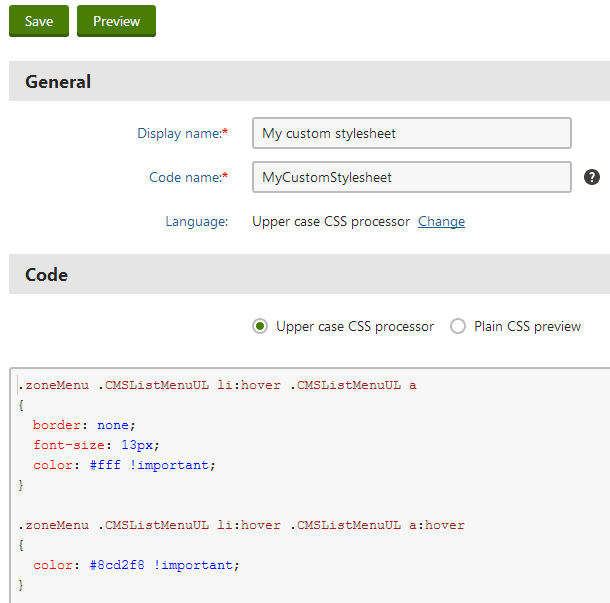 Save Preview
General
Display name:* My custom stylesheet
Code name:* MyCustomStylesheet ?
Language: Upper case CSS processor Change
Code
Upper case CSS processor Plain CSS preview
.zoneMenu .CMSListMenuUL li:hover .CMSListMenuUL a
{
border: none;
font-size: 13px;
color: #fff !important;
}
.zoneMenu .CMSListMenuUL li:hover .CMSListMenuUL a:hover
{
color: #8cd2f8 !important;
}